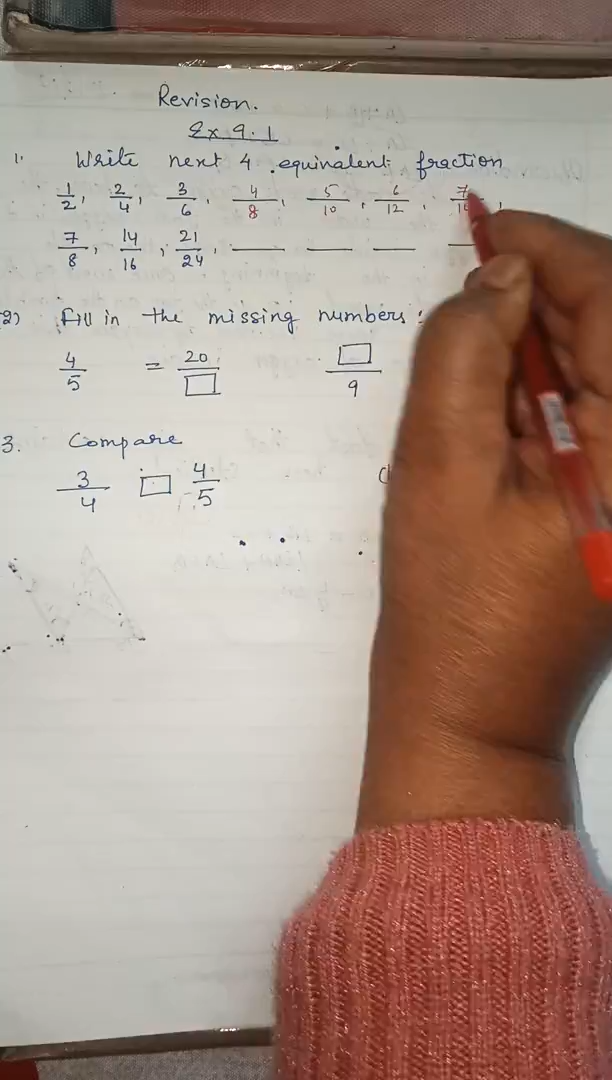 Revision.
Ex 9.1
1. Write next 4 equivalent fraction
1/2, 2/4, 3/6, 4/8, 5/10, 6/12, 7/14,
7/8, 14/16, 21/24
2) Fill in the missing numbers:
4/5 = 20/□ □/9
3. Compare
3/4 □ 4/5